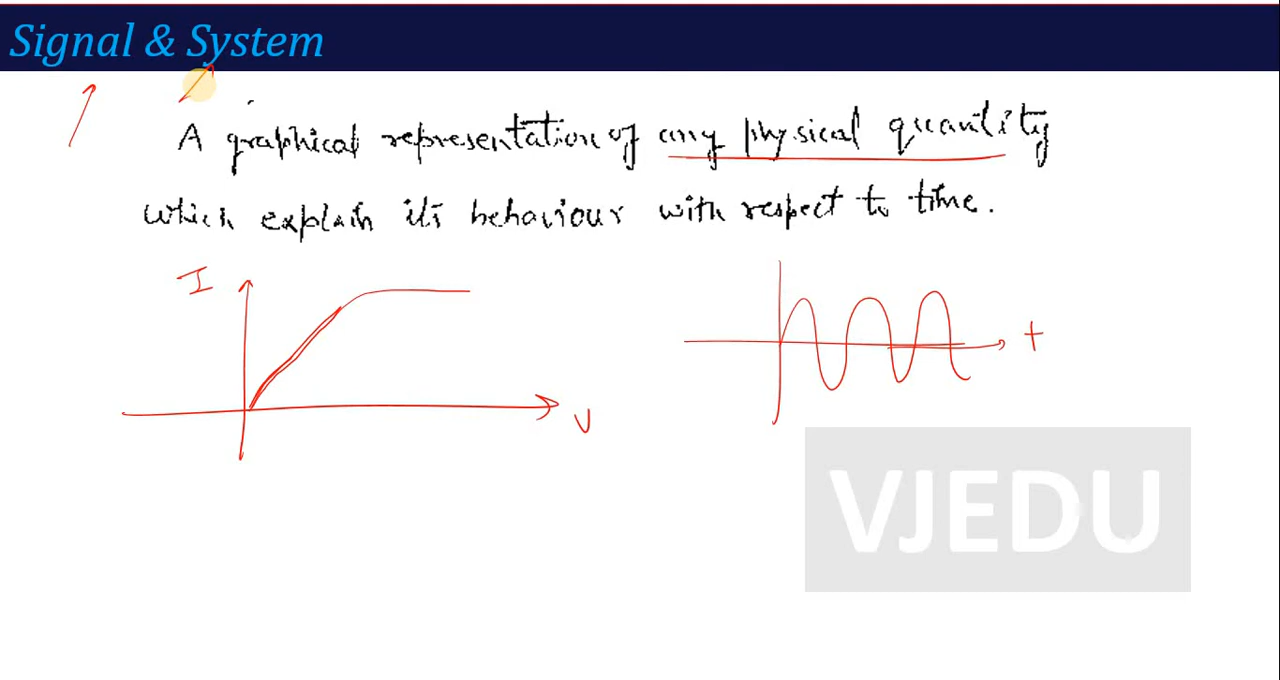 Signal & System
A graphical representation of any physical quantity
which explain its behaviour with respect to time.
I
V
t
VJEDU